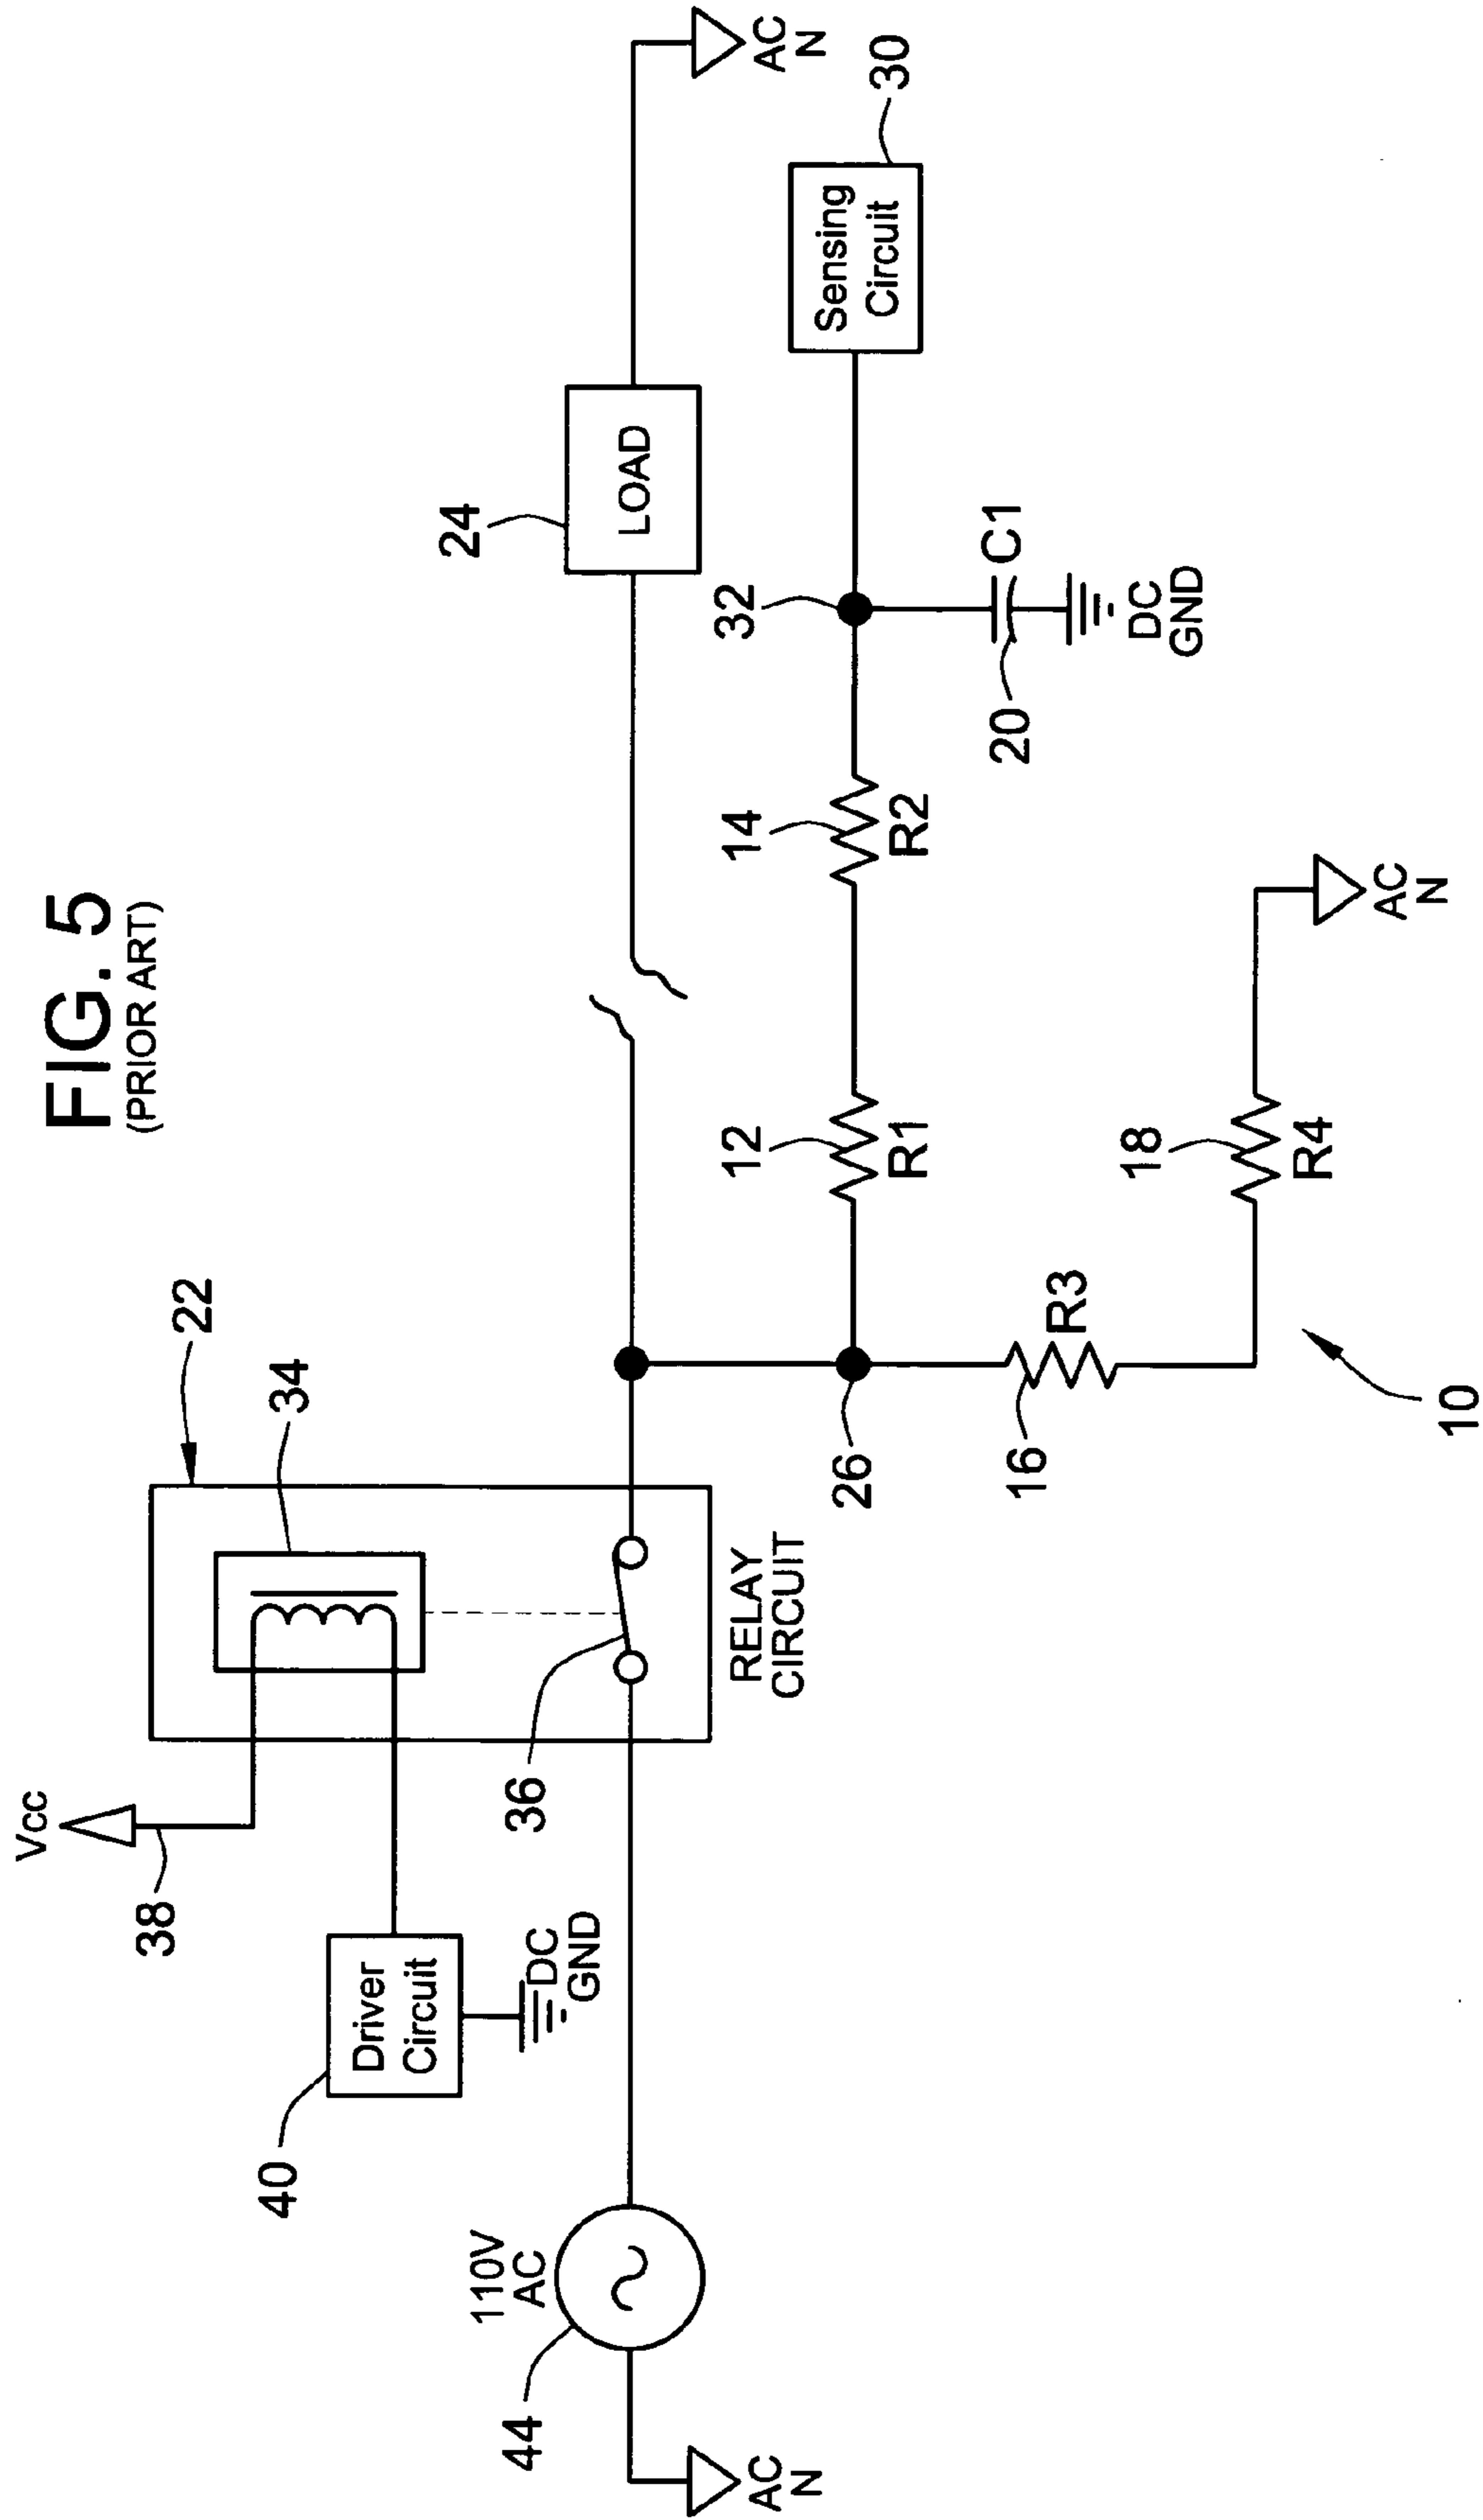 FIG. 5
(PRIOR ART)
Vcc
38
34
22
40
Driver
Circuit
DC
GND
36
RELAY
CIRCUIT
110V
AC
44
AC
N
24
LOAD
AC
N
26
12
R1
14
R2
32
Sensing
Circuit
30
20
C1
DC
GND
16
R3
18
R4
AC
N
10